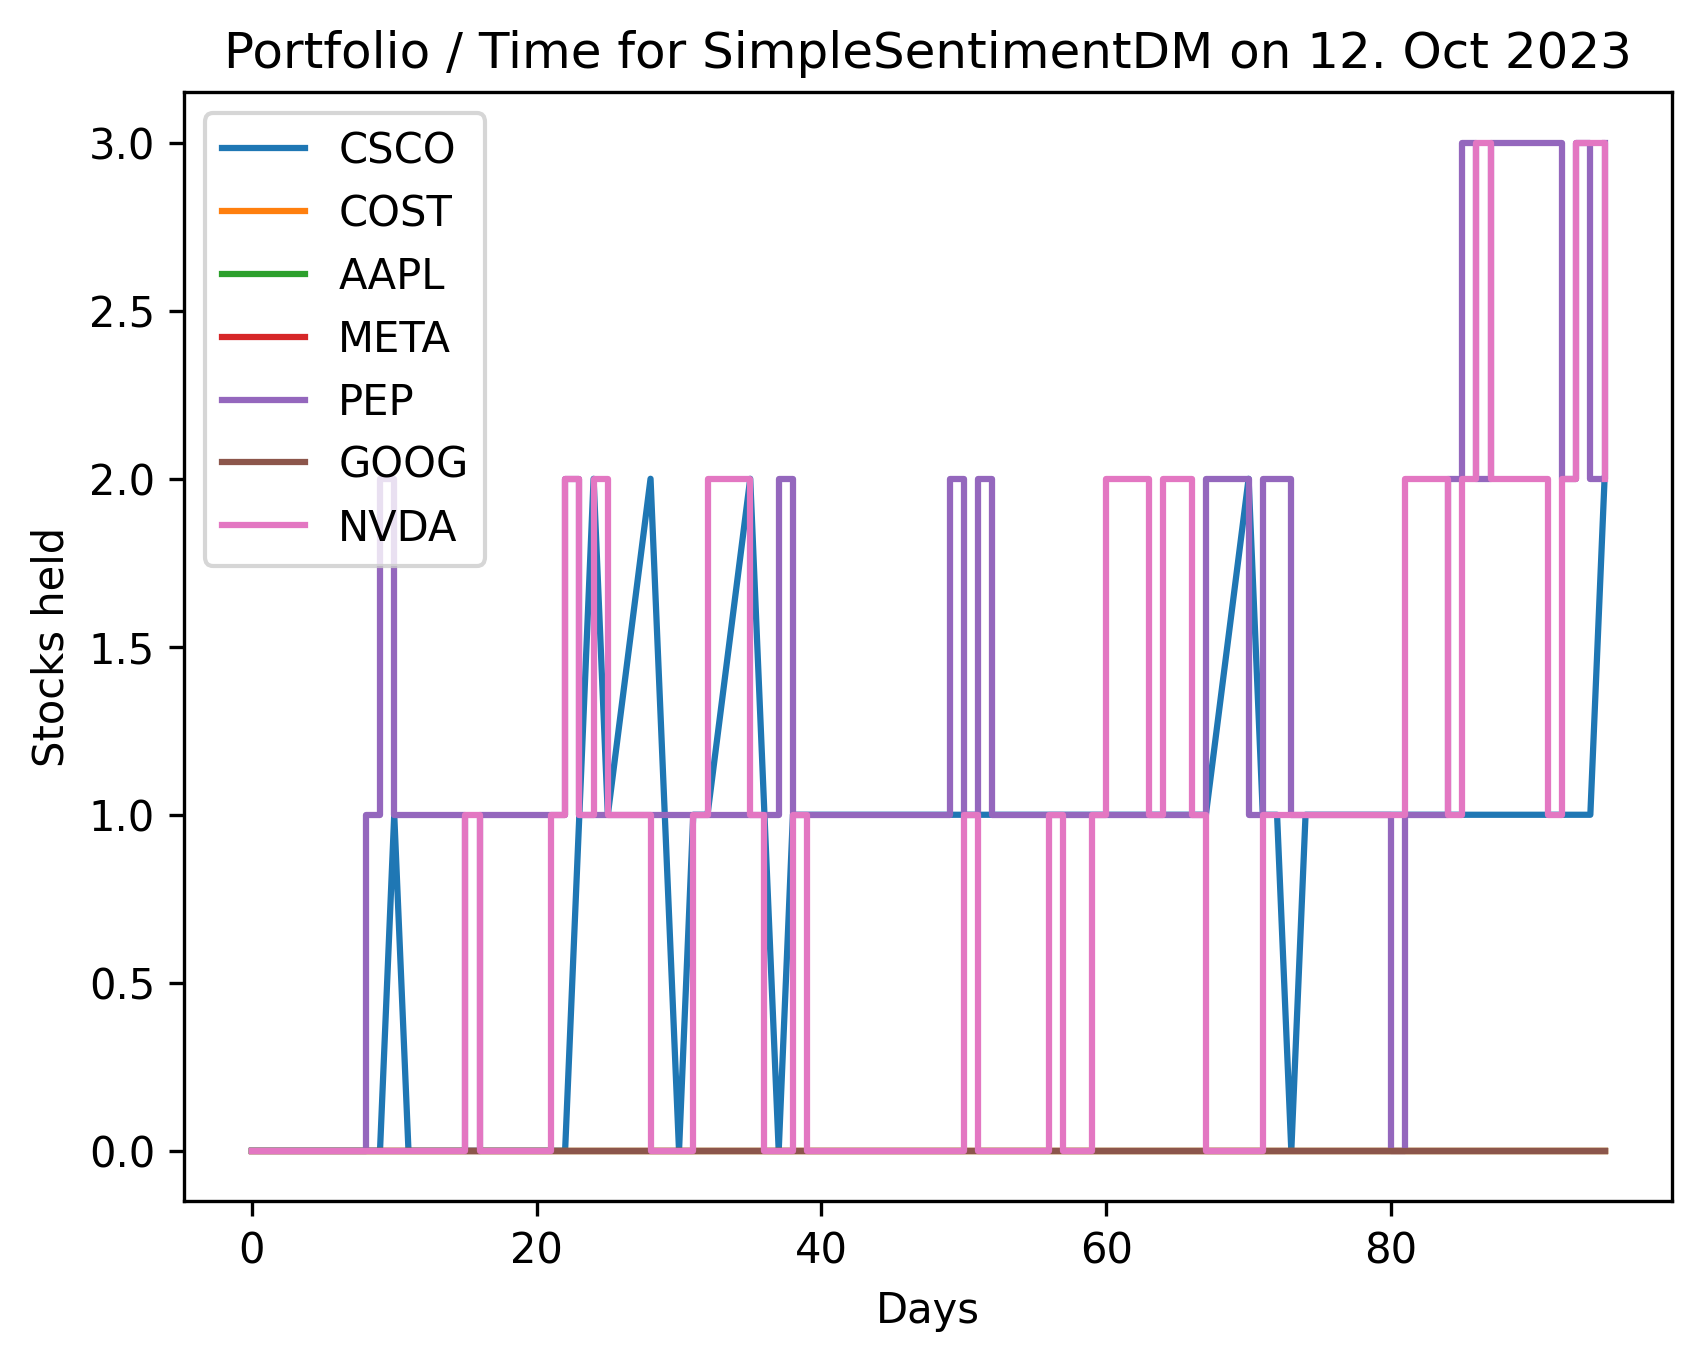 Portfolio / Time for SimpleSentimentDM on 12. Oct 2023
3.0
2.5
2.0
1.5
1.0
0.5
0.0
Stocks held
CSCO
COST
AAPL
META
PEP
GOOG
NVDA
0 20 40 60 80
Days